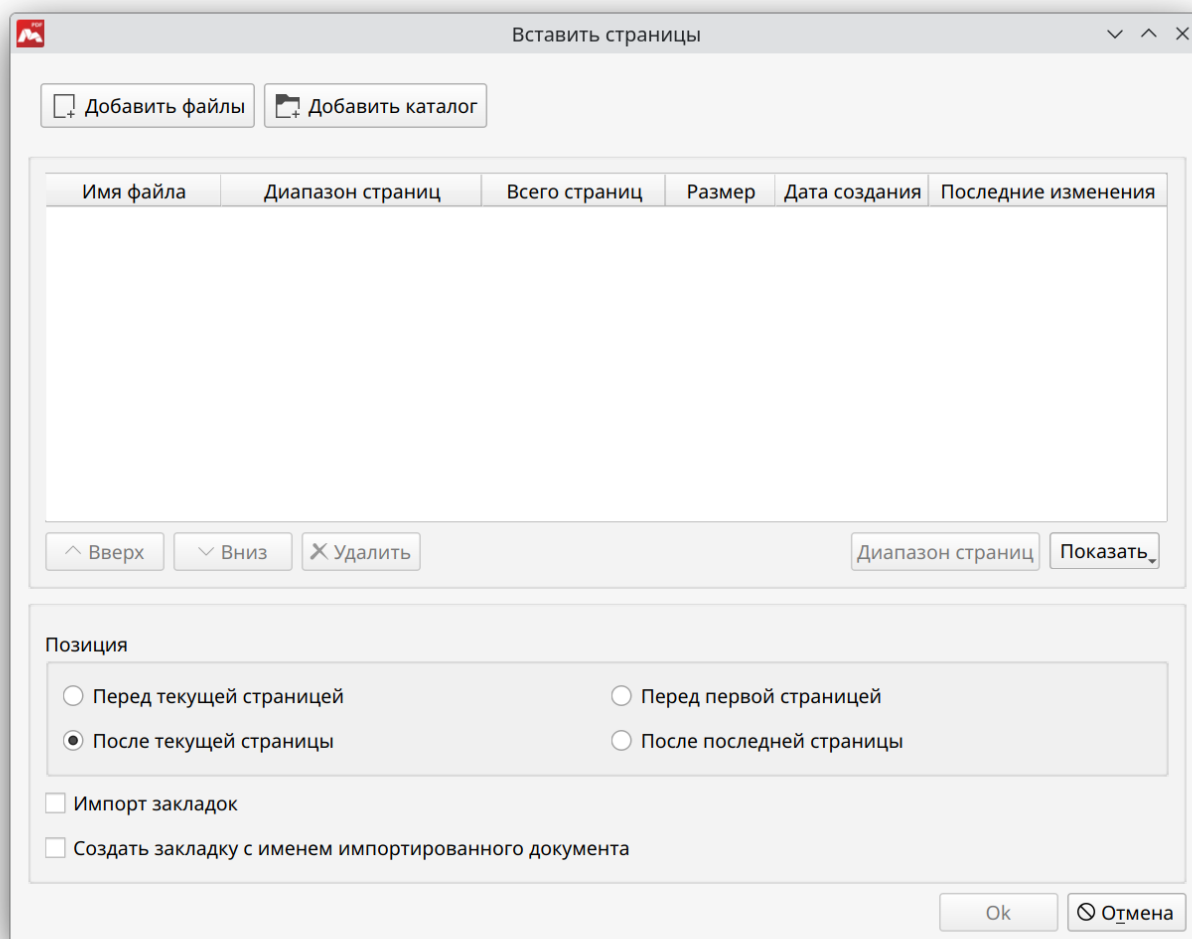 PDF
Вставить страницы
Добавить файлы Добавить каталог
Имя файла Диапазон страниц Всего страниц Размер Дата создания Последние изменения
Вверх Вниз Удалить Диапазон страниц Показать
Позиция
Перед текущей страницей Перед первой страницей
После текущей страницы После последней страницы
Импорт закладок
Создать закладку с именем импортированного документа
Ok Отмена